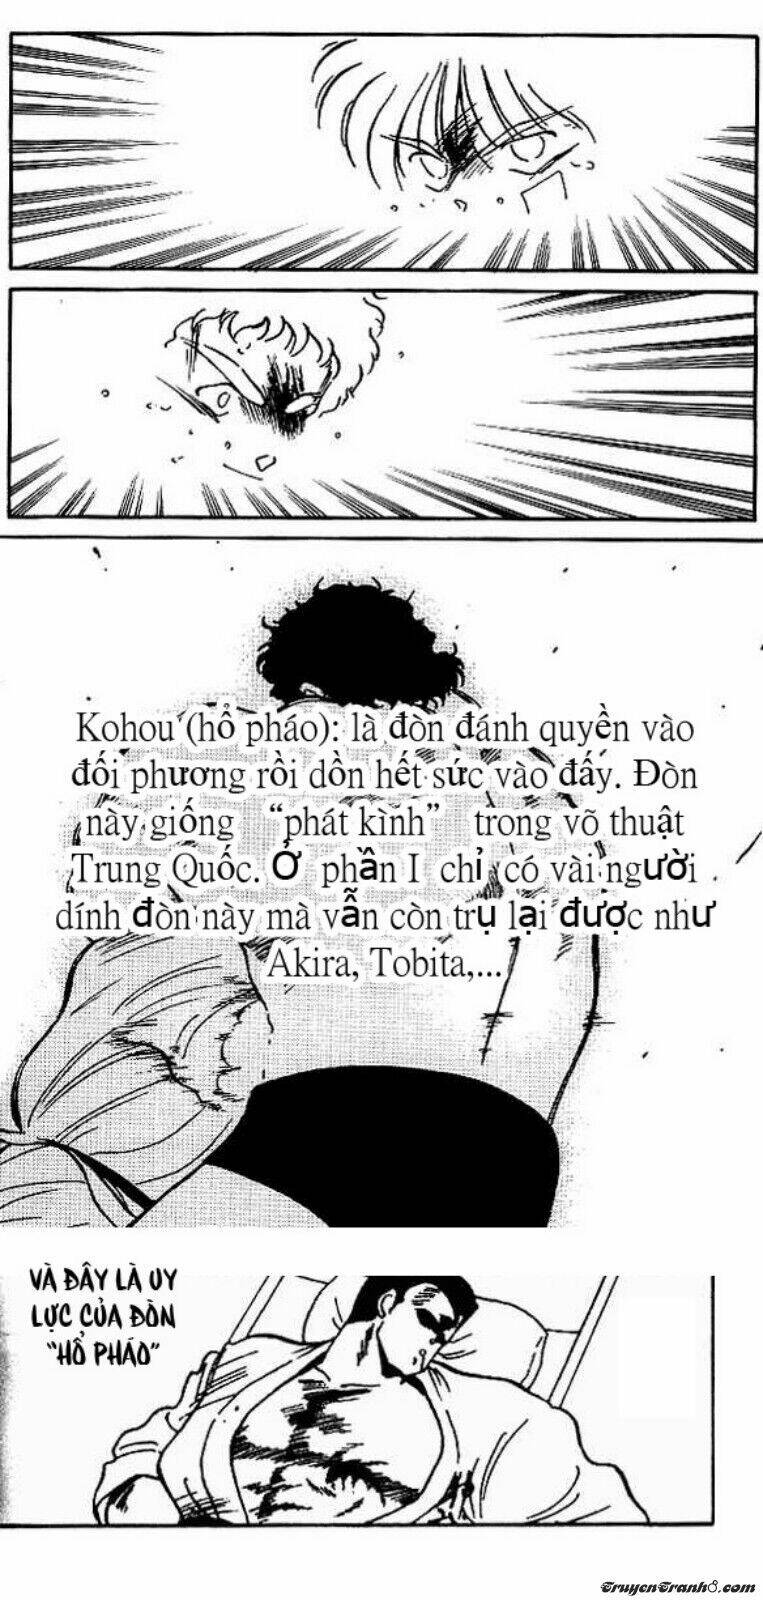 Kohou (hổ pháo): là đòn đánh quyền vào
đối phương rồi dồn hết sức vào đấy. Đòn
này giống “phát kình” trong võ thuật
Trung Quốc. Ở phần I chỉ có vài người
dính đòn này mà vẫn còn trụ lại được như
Akira, Tobita,...
VÀ ĐÂY LÀ UY
LỰC CỦA ĐÒN
“HỔ PHÁO”
TruyenTranh8.com